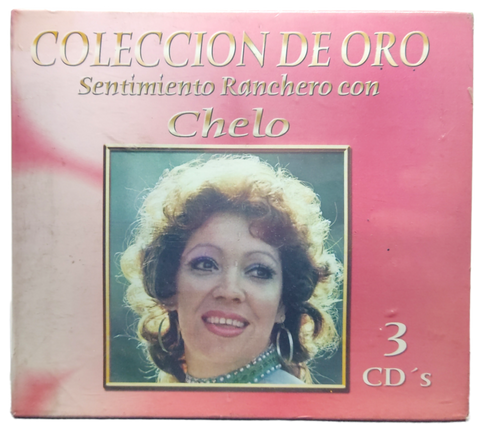 COLECCION DE ORO
Sentimiento Ranchero con
Chelo
3
CD´s